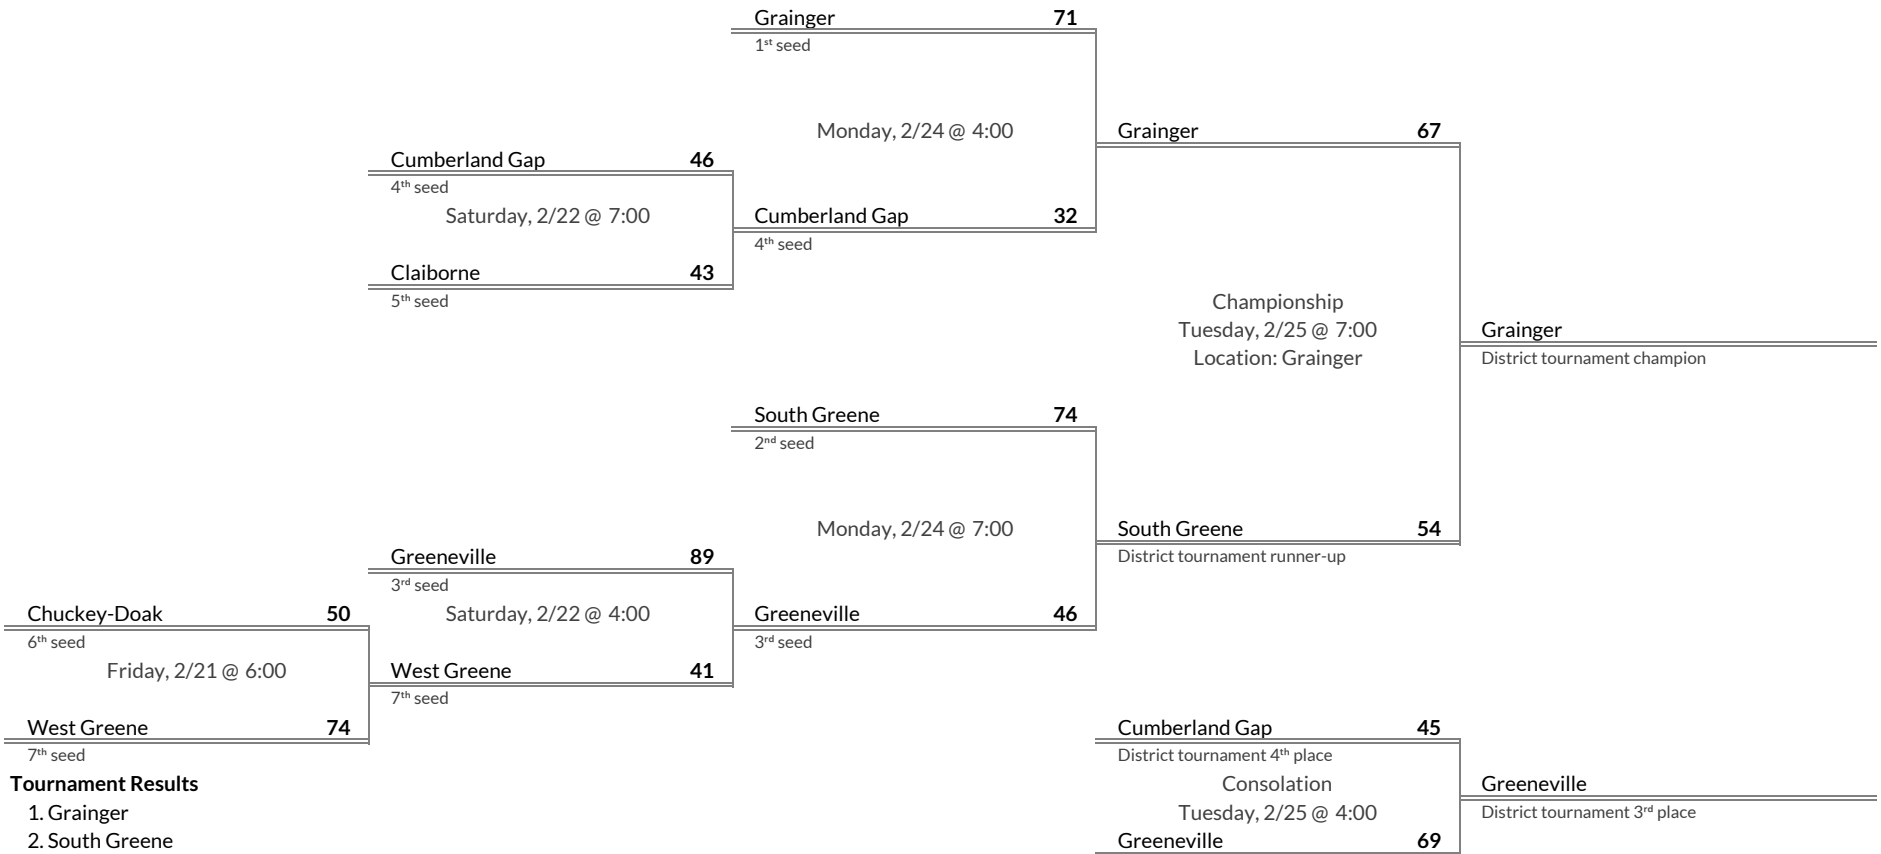 Grainger 71
1st seed
Monday, 2/24 @ 4:00
Grainger 67
Cumberland Gap 46
4th seed
Saturday, 2/22 @ 7:00
Cumberland Gap 32
4th seed
Claiborne 43
5th seed
Championship
Tuesday, 2/25 @ 7:00
Location: Grainger
Grainger
District tournament champion
South Greene 74
2nd seed
Monday, 2/24 @ 7:00
South Greene 54
District tournament runner-up
Greeneville 89
3rd seed
Saturday, 2/22 @ 4:00
Greeneville 46
3rd seed
Chuckey-Doak 50
6th seed
Friday, 2/21 @ 6:00
West Greene 41
7th seed
West Greene 74
7th seed
Cumberland Gap 45
District tournament 4th place
Consolation
Tuesday, 2/25 @ 4:00
Greeneville 69
Greeneville
District tournament 3rd place
Tournament Results
1. Grainger
2. South Greene